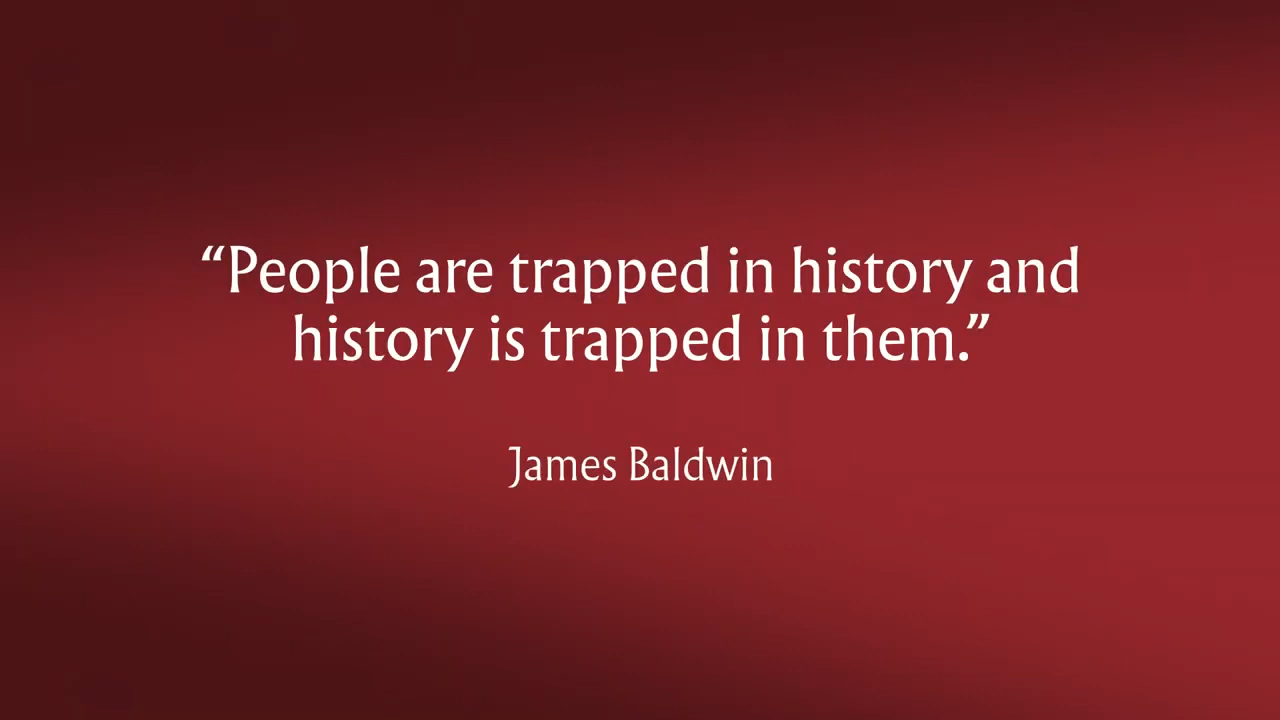 “People are trapped in history and
history is trapped in them.”
James Baldwin